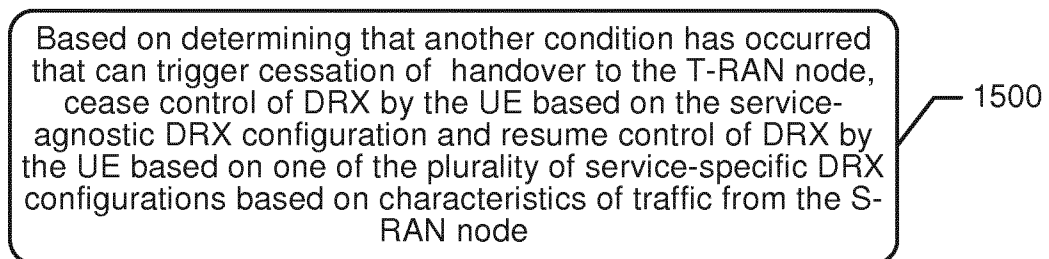 Based on determining that another condition has occurred
that can trigger cessation of handover to the T-RAN node,
cease control of DRX by the UE based on the service-
agnostic DRX configuration and resume control of DRX by
the UE based on one of the plurality of service-specific DRX
configurations based on characteristics of traffic from the S-
RAN node
1500